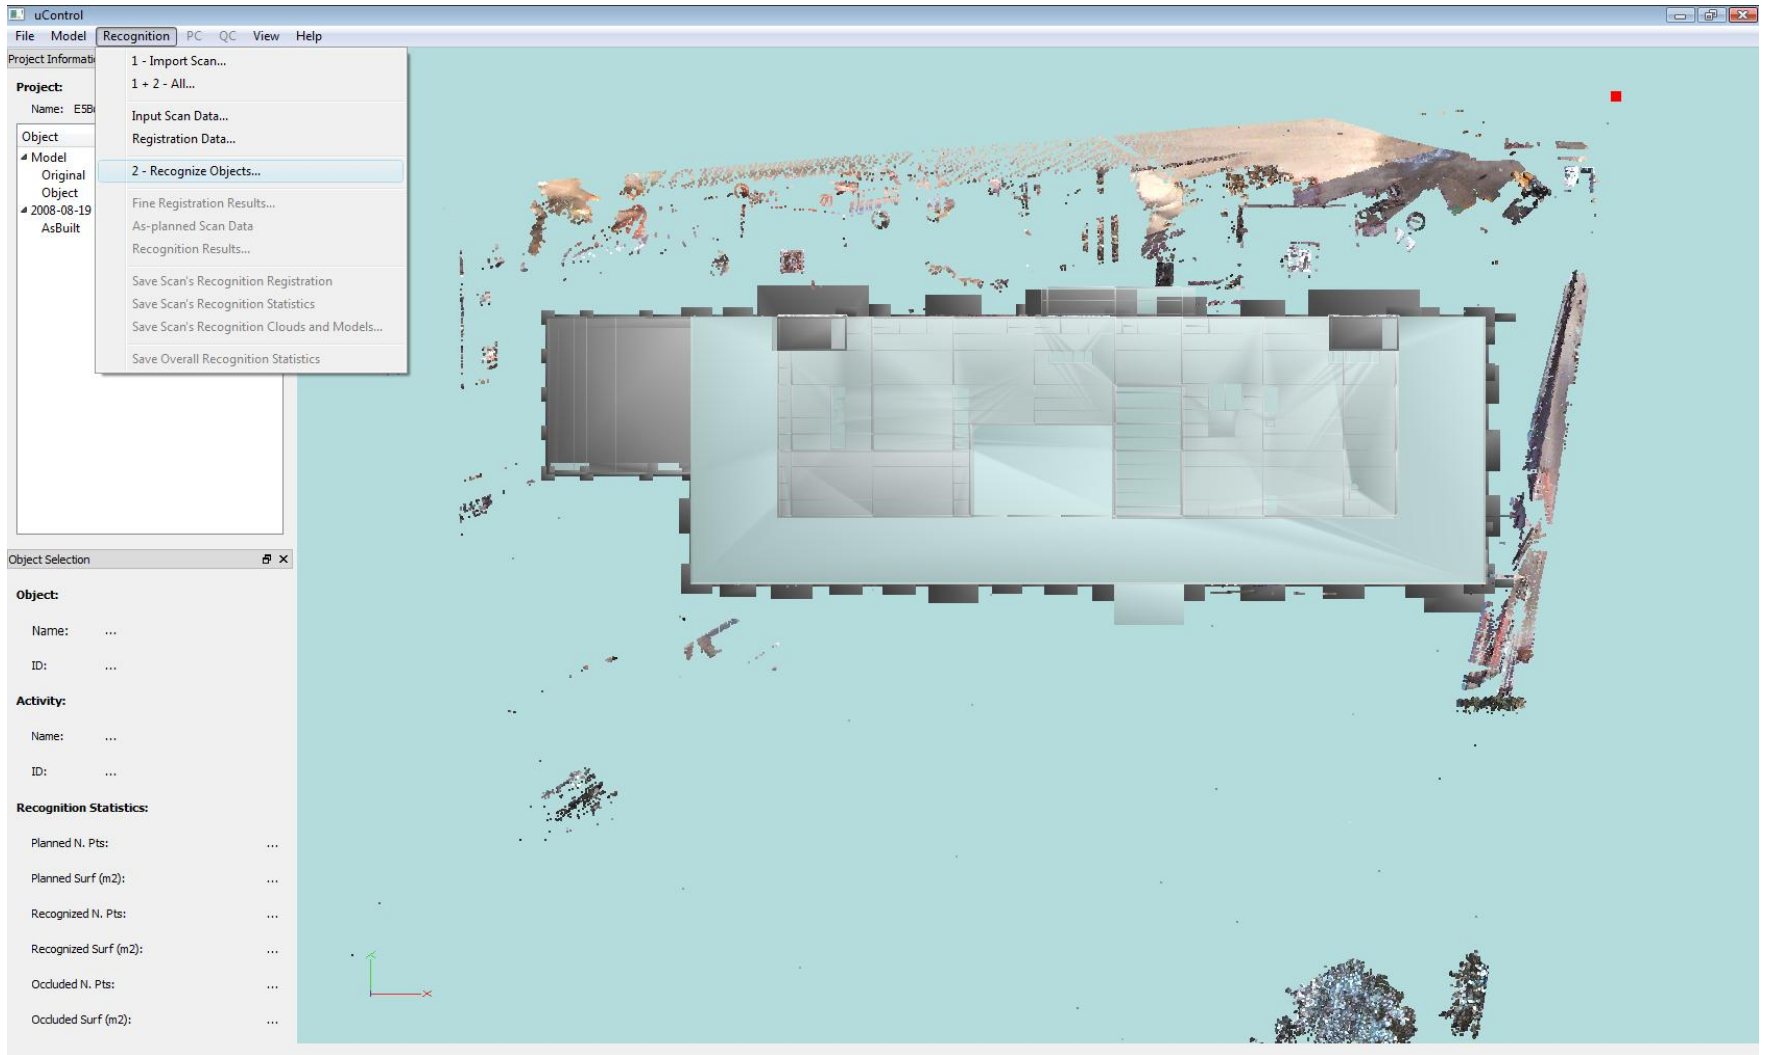 uControl
File Model Recognition PC QC View Help
Project Informati
1 - Import Scan...
Project:
1 + 2 - All...
Name: E5B
Input Scan Data...
Object
Registration Data...
Model
2 - Recognize Objects...
Original
Object
Fine Registration Results...
2008-08-19
As-planned Scan Data
AsBuilt
Recognition Results...
Save Scan's Recognition Registration
Save Scan's Recognition Statistics
Save Scan's Recognition Clouds and Models...
Save Overall Recognition Statistics
Object Selection
Object:
Name: ...
ID: ...
Activity:
Name: ...
ID: ...
Recognition Statistics:
Planned N. Pts: ...
Planned Surf (m2): ...
Recognized N. Pts: ...
Recognized Surf (m2): ...
Occluded N. Pts: ...
Occluded Surf (m2): ...